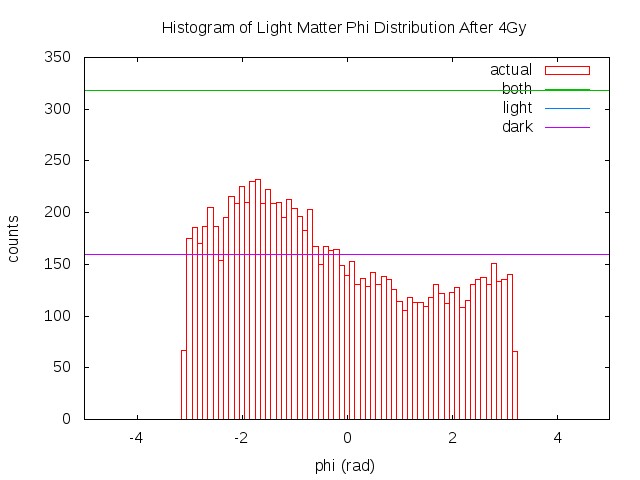 Histogram of Light Matter Phi Distribution After 4Gy
350
300
250
200
150
100
50
0
counts
actual
both
light
dark
-4 -2 0 2 4
phi (rad)